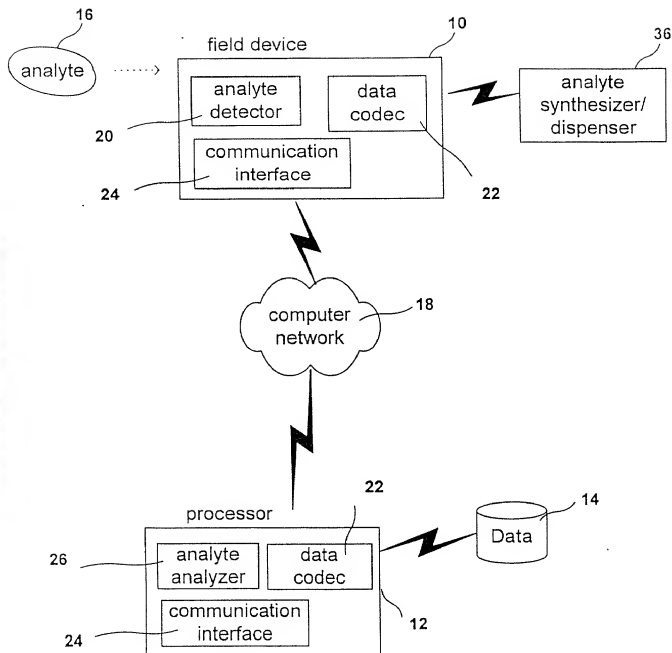 16
analyte
field device
10
36
analyte
detector
data
codec
analyte
synthesizer/
dispenser
20
communication
interface
24
22
computer
network
18
processor
22
14
Data
26
analyte
analyzer
data
codec
communication
interface
24
12